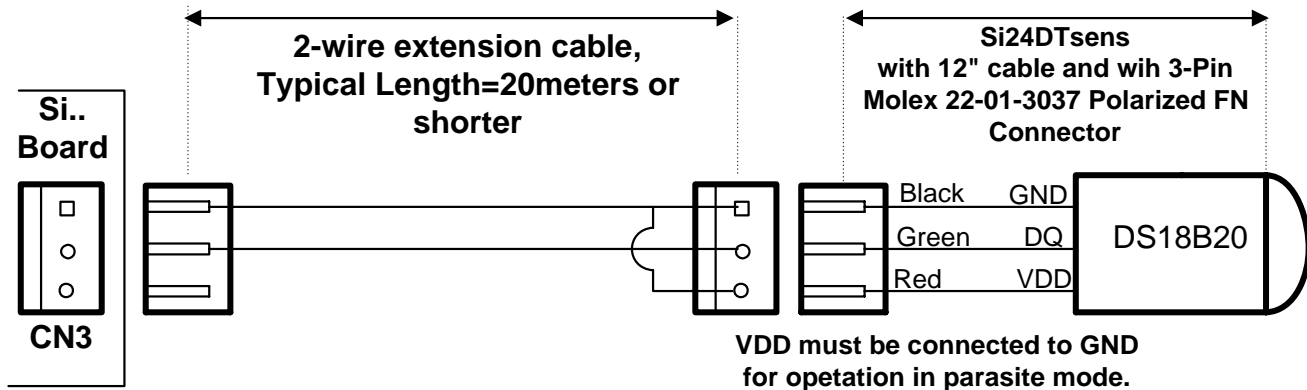 2-wire extension cable,
Typical Length=20meters or
shorter
Si24DTsens
with 12" cable and wih 3-Pin
Molex 22-01-3037 Polarized FN
Connector
Si..
Board
CN3
Black GND
Green DQ
Red VDD
DS18B20
VDD must be connected to GND
for opetation in parasite mode.